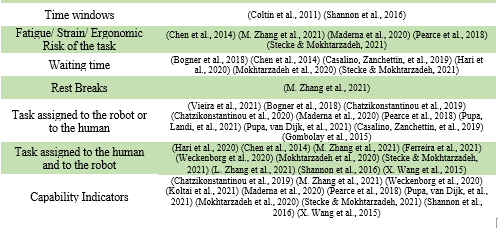 Time windows
(Coltin et al., 2011) (Shannon et al., 2016)
Fatigue/ Strain/ Ergonomic
Risk of the task
(Chen et al., 2014) (M. Zhang et al., 2021) (Maderna et al., 2020) (Pearce et al., 2018)
(Stecke & Mokhtarzadeh, 2021)
Waiting time
(Bogner et al., 2018) (Chen et al., 2014) (Casalino, Zanchettin, et al., 2019) (Hari et
al., 2020) (Mokhtarzadeh et al., 2020) (Stecke & Mokhtarzadeh, 2021)
Rest Breaks
(M. Zhang et al., 2021)
Task assigned to the robot or
to the human
(Vieira et al., 2021) (Bogner et al., 2018) (Chatzikonstantinou et al., 2019)
(Chatzikonstantinou et al., 2020) (Maderna et al., 2020) (Pearce et al., 2018) (Pupa,
Landi, et al., 2021) (Pupa, van Dijk, et al., 2021) (Casalino, Zanchettin, et al., 2019)
(Gombolay et al., 2015)
Task assigned to the human
and to the robot
(Hari et al., 2020) (Chen et al., 2014) (M. Zhang et al., 2021) (Ferreira et al., 2021)
(Weckenborg et al., 2020) (Mokhtarzadeh et al., 2020) (Stecke & Mokhtarzadeh,
2021) (L. Zhang et al., 2021) (Shannon et al., 2016) (X. Wang et al., 2015)
Capability Indicators
(Chatzikonstantinou et al., 2019) (M. Zhang et al., 2021) (Weckenborg et al., 2020)
(Koltai et al., 2021) (Maderna et al., 2020) (Pearce et al., 2018) (Pupa, van Dijk, et al.,
2021) (Mokhtarzadeh et al., 2020) (Stecke & Mokhtarzadeh, 2021) (Shannon et al.,
2016) (X. Wang et al., 2015)